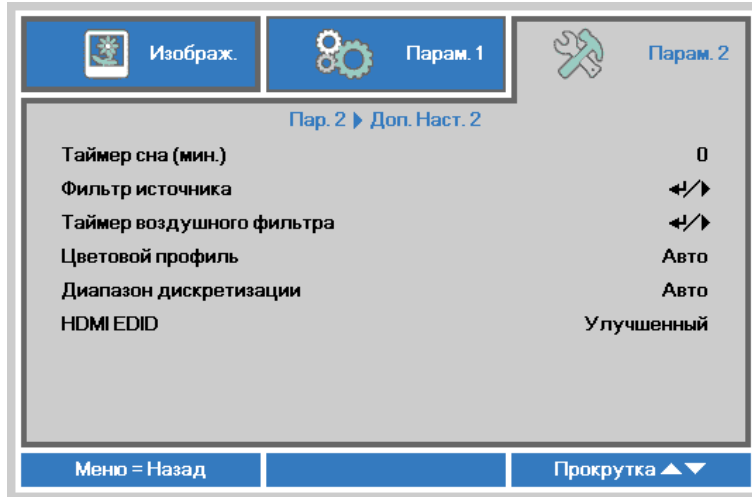 Изображ. Парам. 1 Парам. 2
Пар. 2 ▶ Доп. Наст. 2
Таймер сна (мин.) 0
Фильтр источника ↵/▶
Таймер воздушного фильтра ↵/▶
Цветовой профиль Авто
Диапазон дискретизации Авто
HDMI EDID Улучшенный
Меню = Назад Прокрутка ▲▼